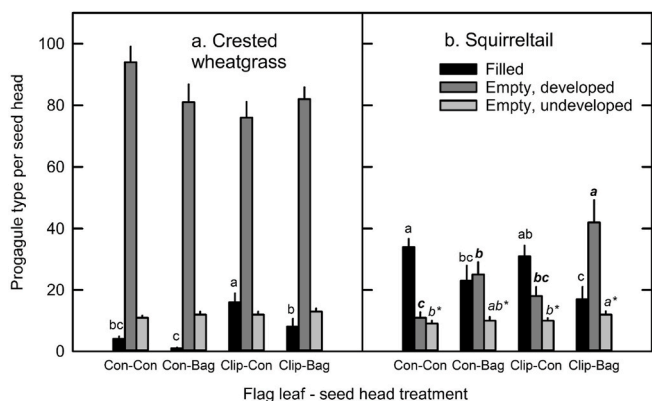 a. Crested
wheatgrass
b. Squirreltail
Filled
Empty, developed
Empty, undeveloped
Progagule type per seed head
100
80
60
40
20
0
bc
c
a
b
a
c
b*
bc
b
ab*
ab
bc
b*
c
a
a*
Con-Con Con-Bag Clip-Con Clip-Bag Con-Con Con-Bag Clip-Con Clip-Bag
Flag leaf - seed head treatment